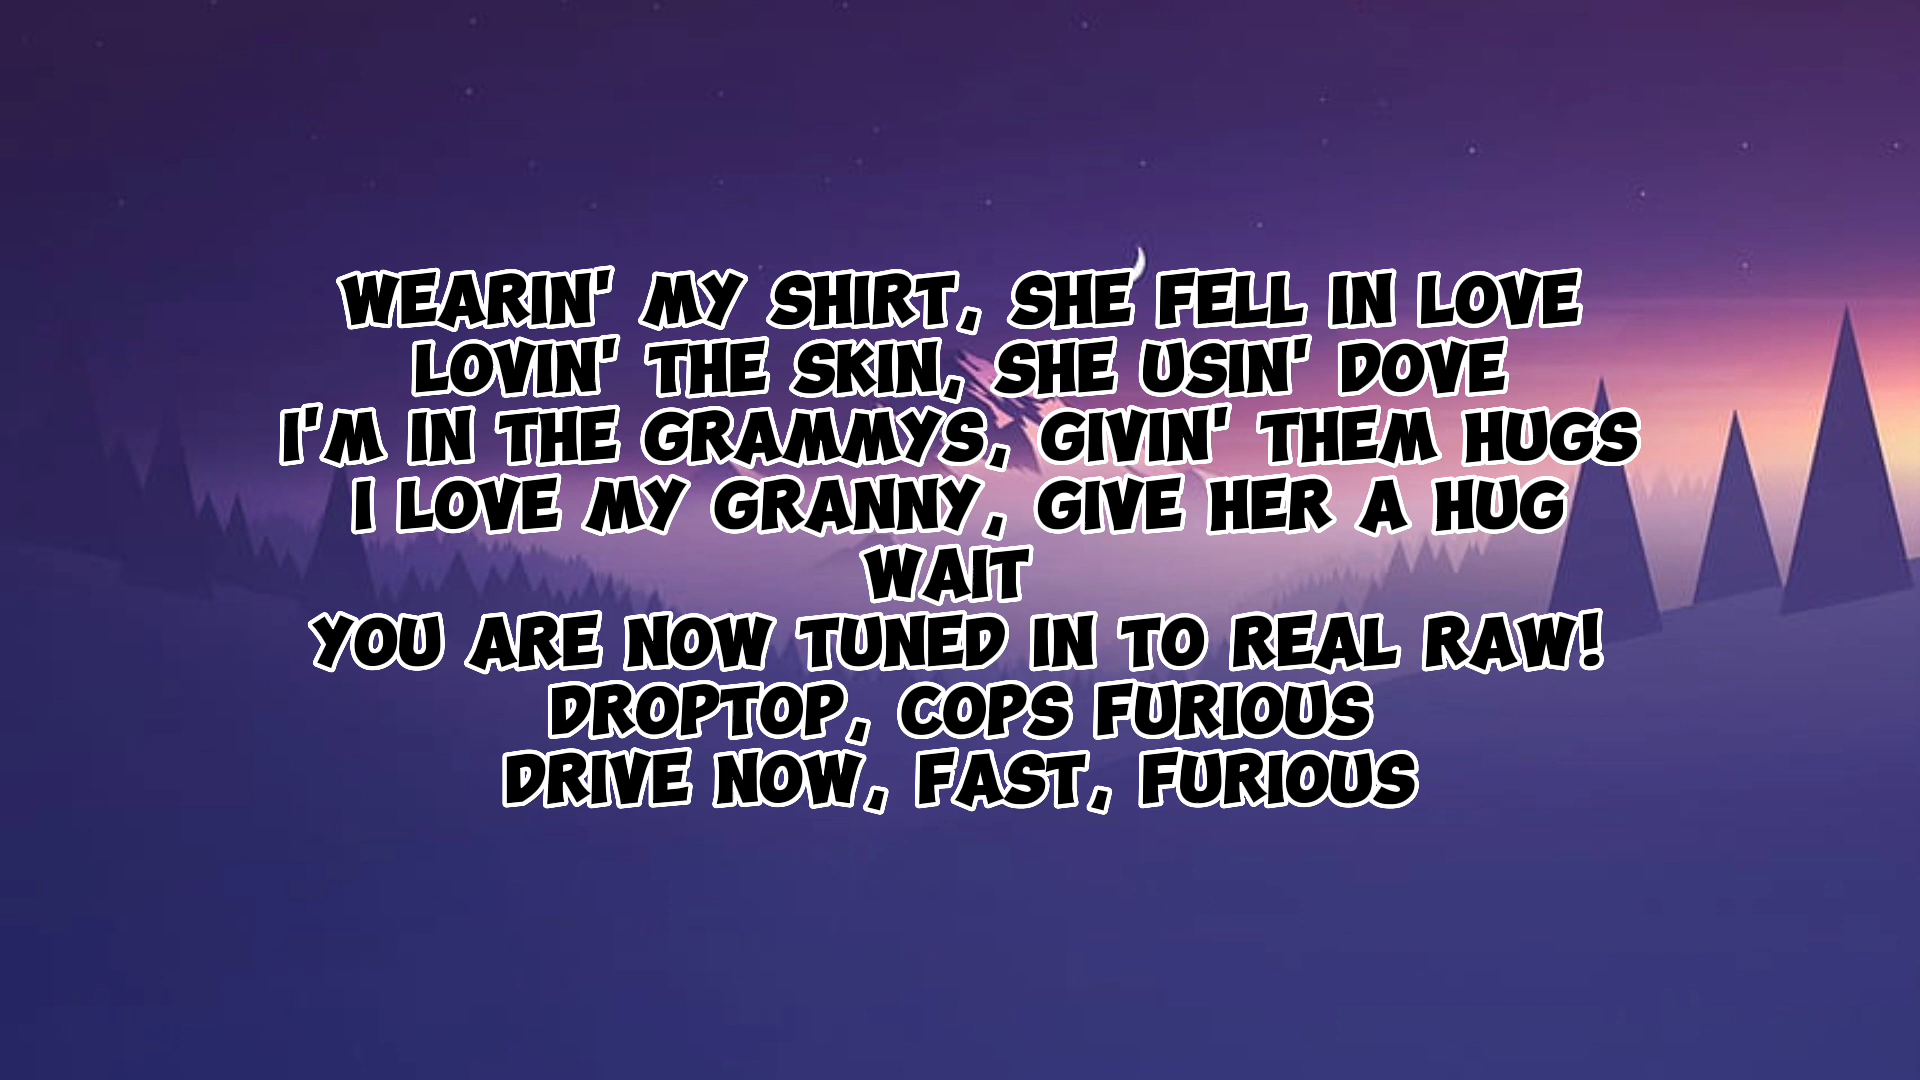 WEARIN' MY SHIRT, SHE FELL IN LOVE
LOVIN' THE SKIN, SHE USIN' DOVE
I'M IN THE GRAMMYS, GIVIN' THEM HUGS
I LOVE MY GRANNY, GIVE HER A HUG
WAIT
YOU ARE NOW TUNED IN TO REAL RAW!
DROPTOP, COPS FURIOUS
DRIVE NOW, FAST, FURIOUS